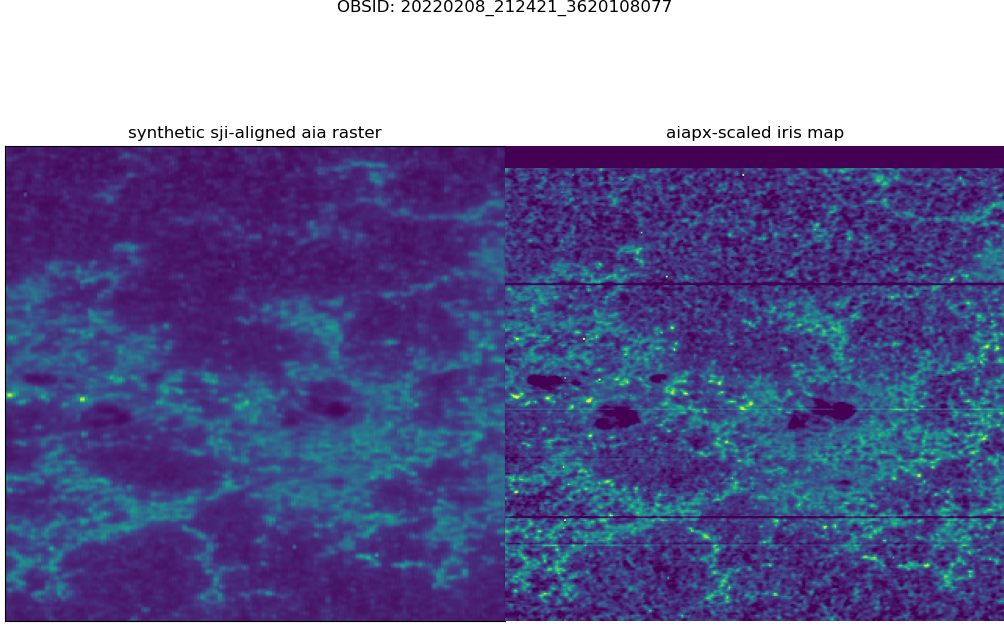 OBSID: 20220208_212421_3620108077
synthetic sji-aligned aia raster
aiapx-scaled iris map